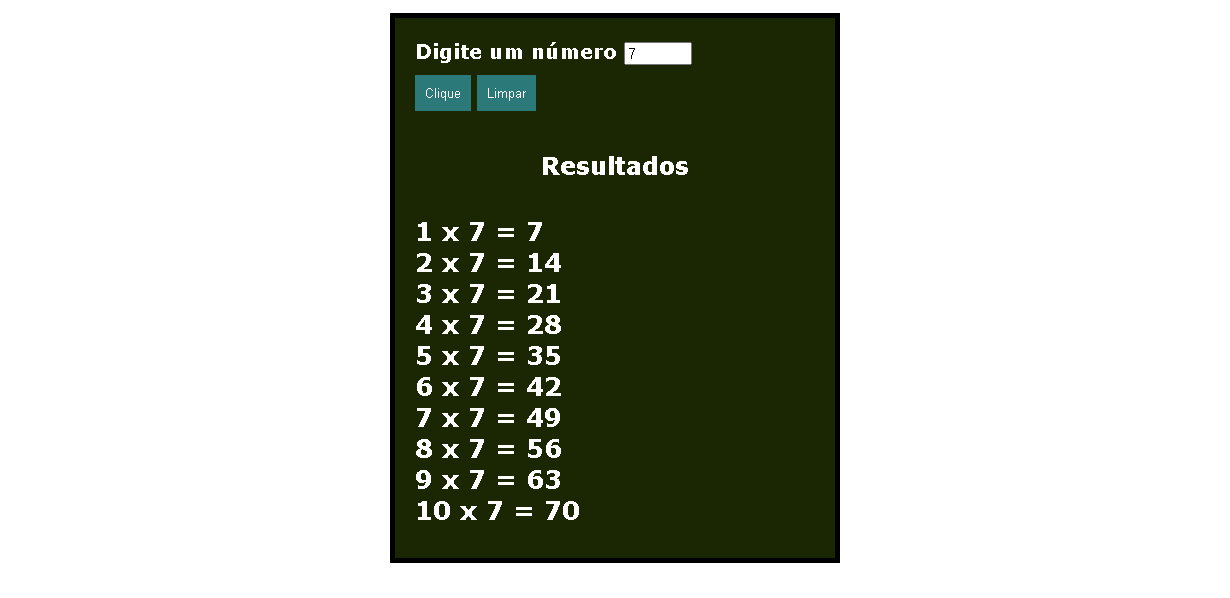 Digite um número 7
Clique Limpar
Resultados
1 x 7 = 7
2 x 7 = 14
3 x 7 = 21
4 x 7 = 28
5 x 7 = 35
6 x 7 = 42
7 x 7 = 49
8 x 7 = 56
9 x 7 = 63
10 x 7 = 70